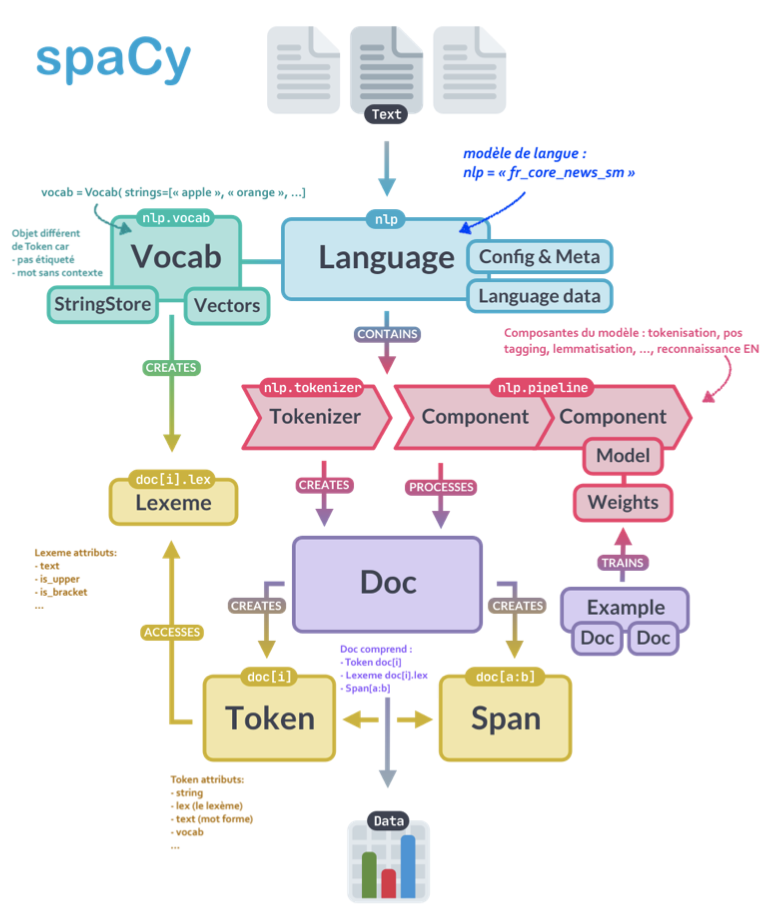 spaCy
Text
modèle de langue :
nlp = « fr_core_news_sm »
vocab = Vocab( strings=[« apple », « orange », ...]
nlp.vocab
nlp
Objet différent
de Token car
- pas étiqueté
- mot sans contexte
Vocab
Language
Config & Meta
StringStore
Vectors
Language data
CONTAINS
Composantes du modèle : tokenisation, pos
tagging, lemmatisation, ..., reconnaissance EN
CREATES
nlp.tokenizer
nlp.pipeline
Tokenizer
Component
Component
Model
doc[i].lex
Lexeme
CREATES
PROCESSES
Weights
Lexeme attributs:
- text
- is_upper
- is_bracket
...
Doc
TRAINS
CREATES
CREATES
Example
Doc
Doc
ACCESSES
Doc comprend :
- Token doc[i]
- Lexeme doc[i].lex
- Span[a:b]
doc[i]
doc[a:b]
Token
Span
Token attributs:
- string
- lex (le lexème)
- text (mot forme)
- vocab
...
Data